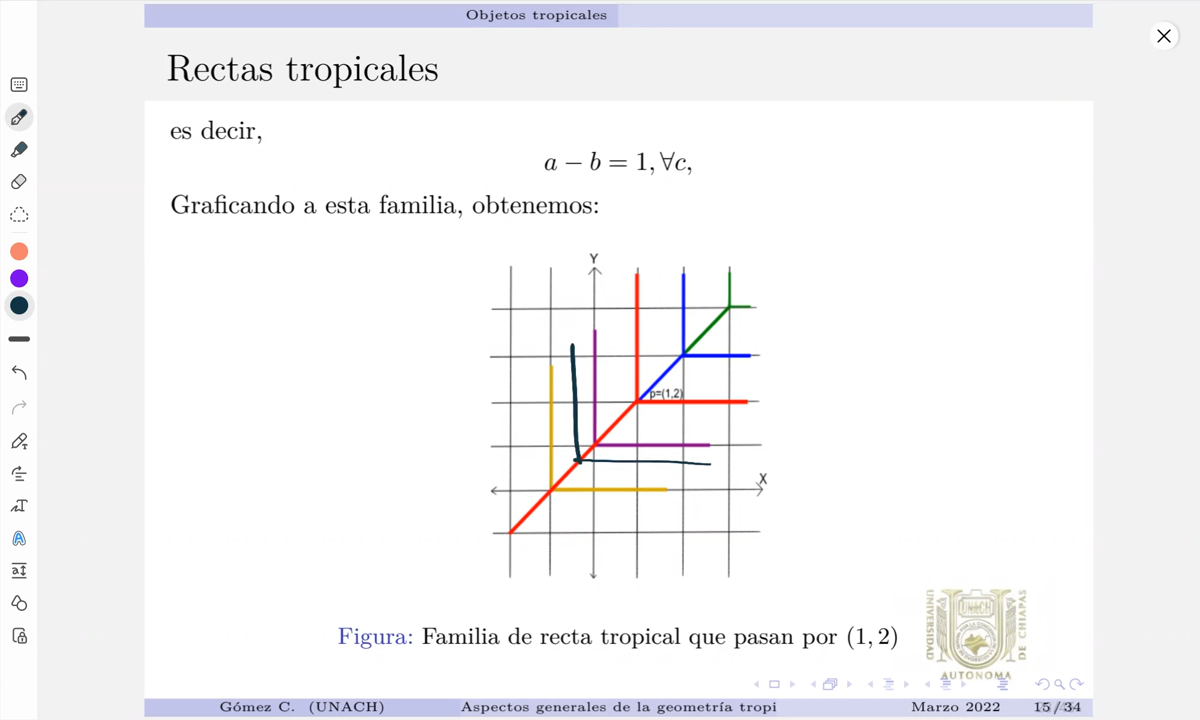 Objetos tropicales
Rectas tropicales
es decir,
a − b = 1, ∀c,
Graficando a esta familia, obtenemos:
Y
p=(1,2)
X
Figura: Familia de recta tropical que pasan por (1, 2)
UNIVERSIDAD
UNACH
DE CHIAPAS
AUTONOMA
Gómez C. (UNACH)
Aspectos generales de la geometría tropi
Marzo 2022
15 / 34